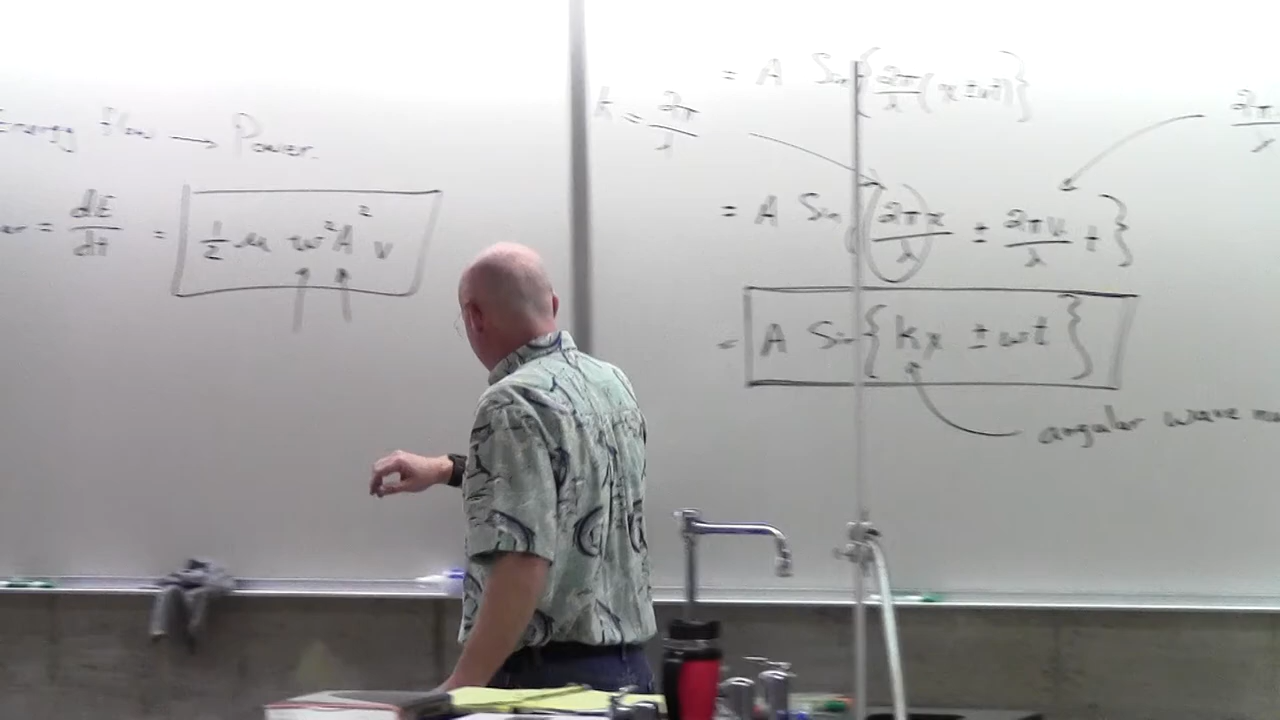 Energy flow → Power.
= dE/dt = 1/2 μ ω²A² v
= A Sin{2π/λ (x ± vt)}
k = 2π/λ
= A Sin{2πx/λ ± 2πv/λ t}
= A Sin{kx ± ωt}
angular wave